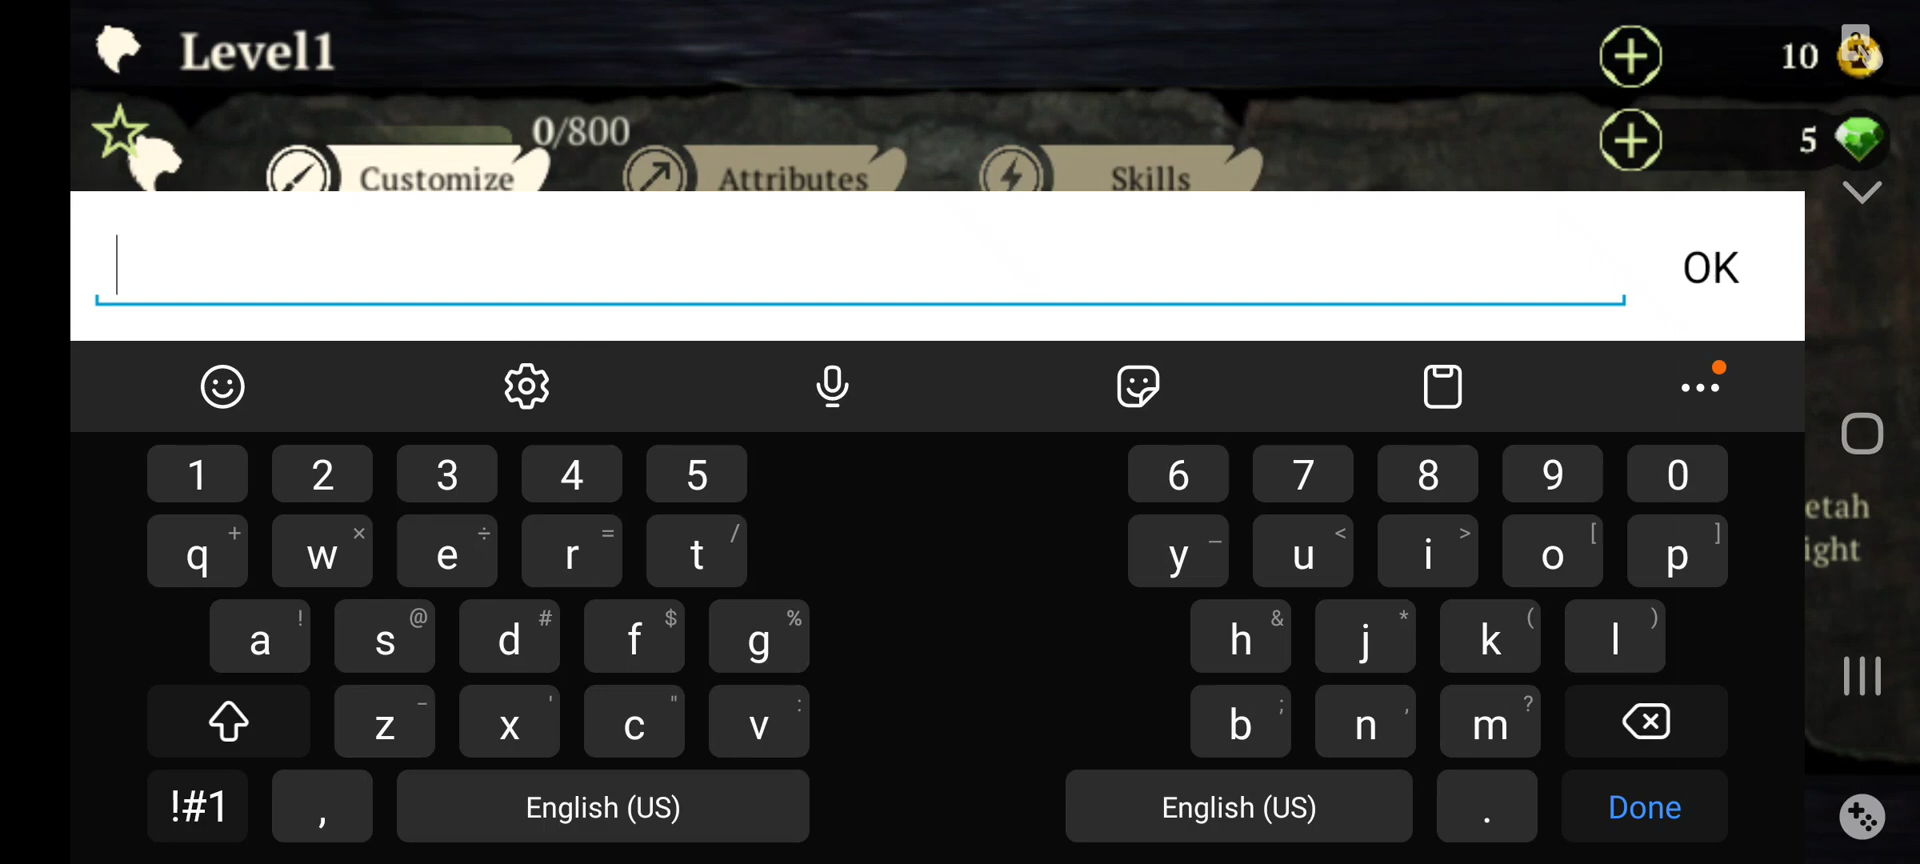 Level1
10
0/800
5
Customize
Attributes
Skills
OK
1 2 3 4 5 6 7 8 9 0
q + w × e ÷ r = t / y _ u < i > o [ p ]
a ! s @ d # f $ g % h & j * k ( l )
z - x ' c " v : b ; n , m ?
!#1 , English (US) English (US) . Done
etah
ight